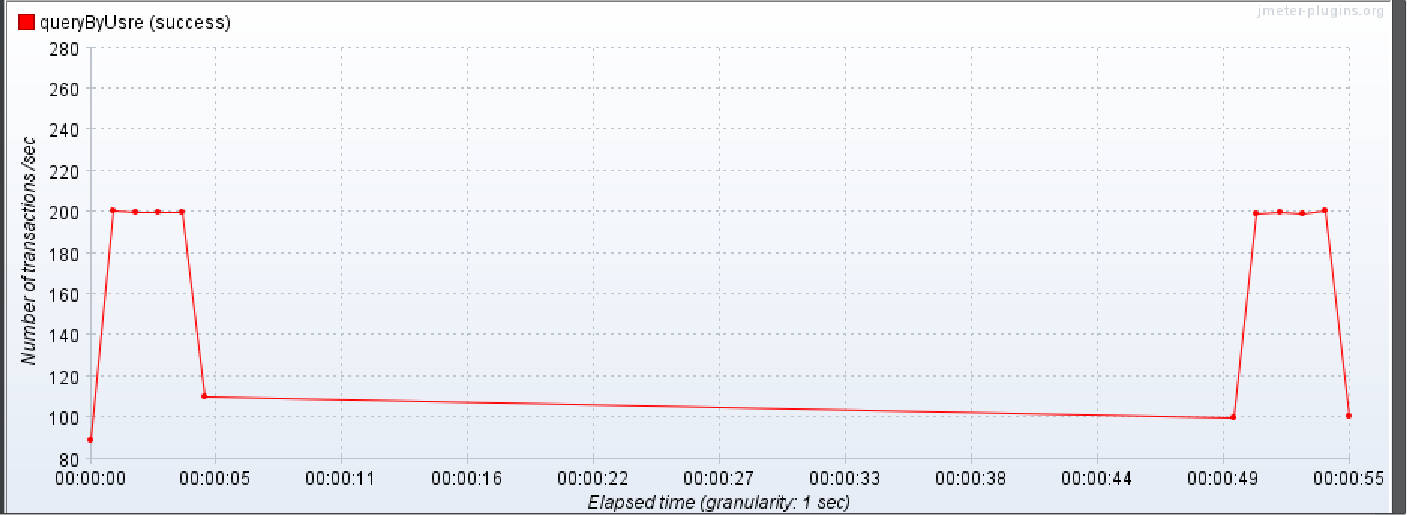 jmeter-plugins.org
queryByUsre (success)
Number of transactions/sec
280
260
240
220
200
180
160
140
120
100
80
00:00:00 00:00:05 00:00:11 00:00:16 00:00:22 00:00:27 00:00:33 00:00:38 00:00:44 00:00:49 00:00:55
Elapsed time (granularity: 1 sec)